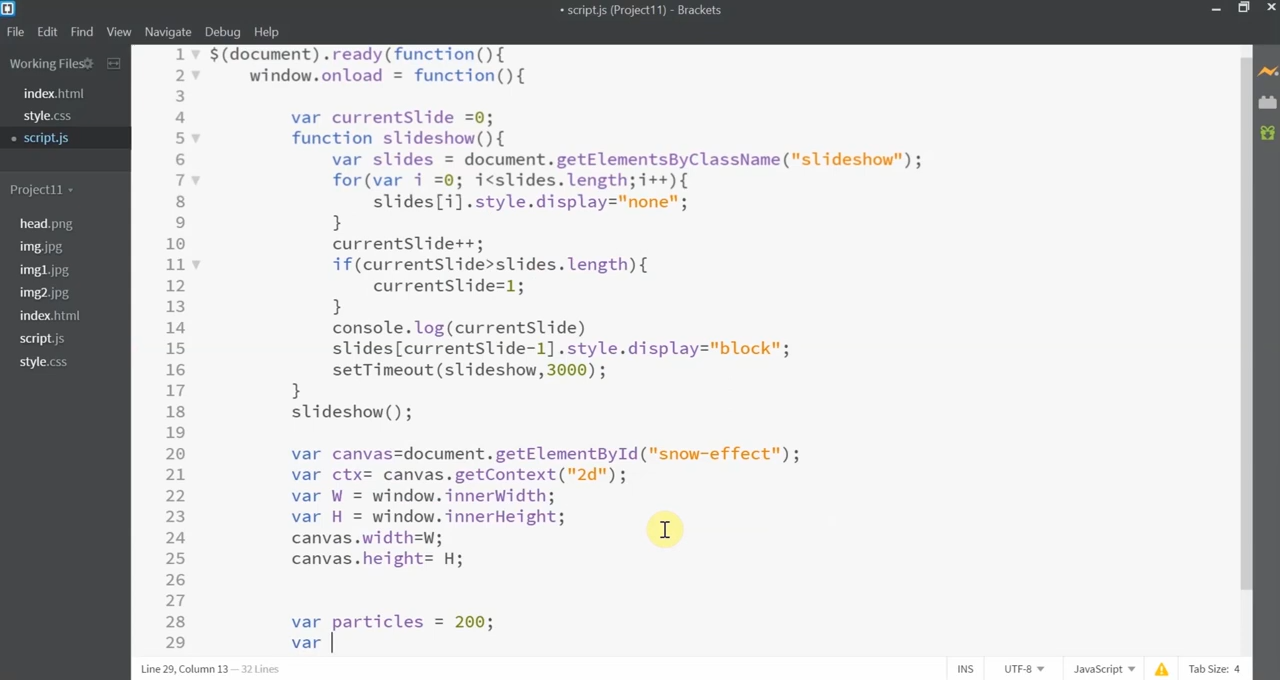 • script.js (Project11) - Brackets
File Edit Find View Navigate Debug Help
Working Files
index.html
style.css
• script.js
Project11
head.png
img.jpg
img1.jpg
img2.jpg
index.html
script.js
style.css
1 $(document).ready(function(){
2 window.onload = function(){
3
4 var currentSlide =0;
5 function slideshow(){
6 var slides = document.getElementsByClassName("slideshow");
7 for(var i =0; i<slides.length;i++){
8 slides[i].style.display="none";
9 }
10 currentSlide++;
11 if(currentSlide>slides.length){
12 currentSlide=1;
13 }
14 console.log(currentSlide)
15 slides[currentSlide-1].style.display="block";
16 setTimeout(slideshow,3000);
17 }
18 slideshow();
19
20 var canvas=document.getElementById("snow-effect");
21 var ctx= canvas.getContext("2d");
22 var W = window.innerWidth;
23 var H = window.innerHeight;
24 canvas.width=W;
25 canvas.height= H;
26
27
28 var particles = 200;
29 var
Line 29, Column 13 — 32 Lines
INS UTF-8 JavaScript Tab Size: 4